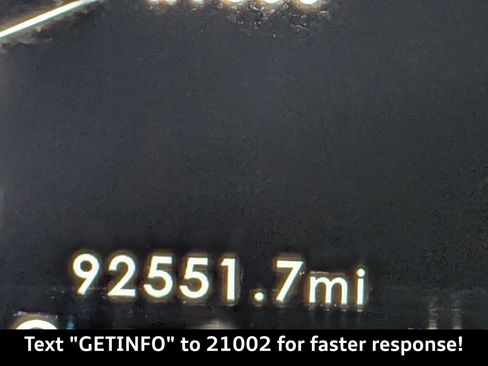 92551.7mi
Text "GETINFO" to 21002 for faster response!